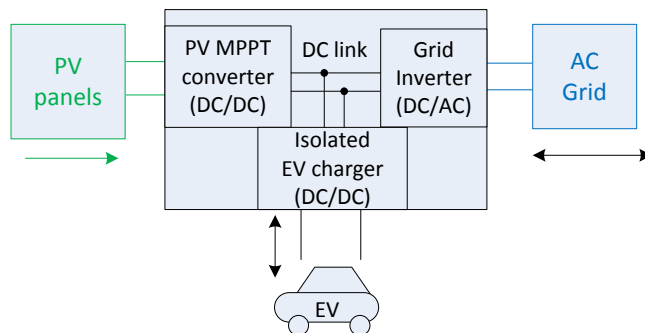 PV
panels
PV MPPT
converter
(DC/DC)
DC link
Grid
Inverter
(DC/AC)
AC
Grid
Isolated
EV charger
(DC/DC)
EV